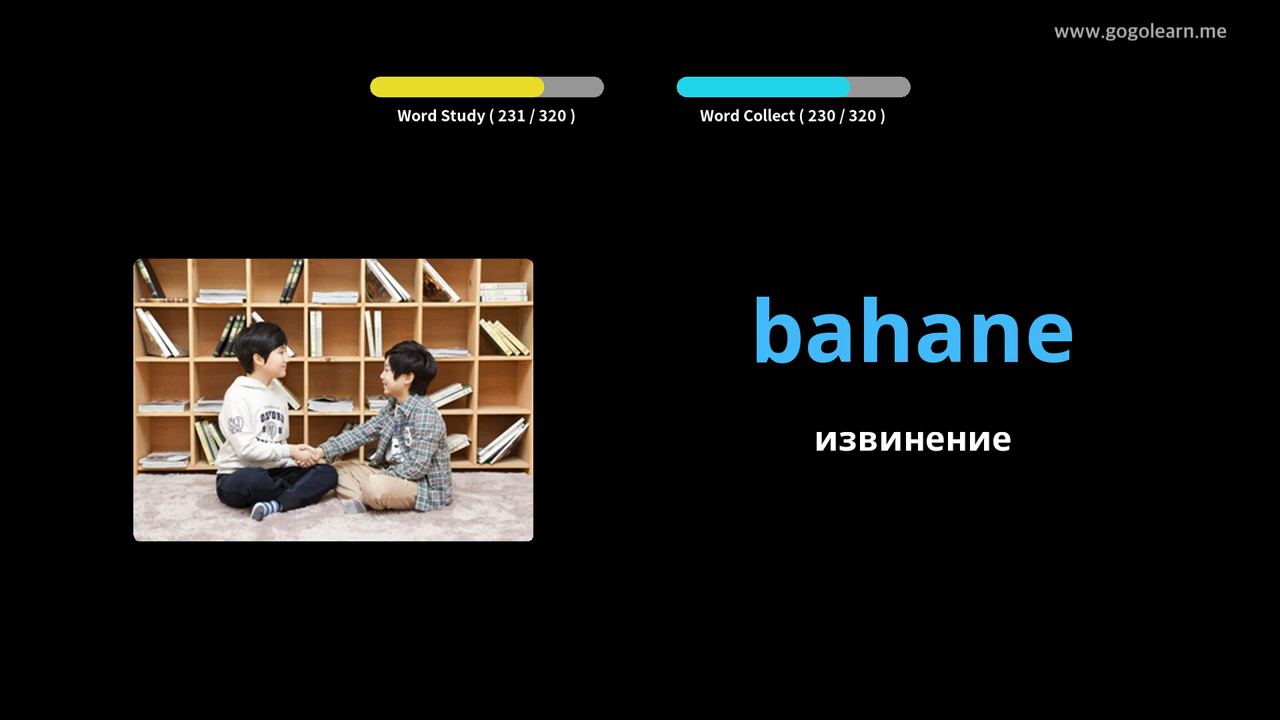 www.gogolearn.me
Word Study ( 231 / 320 )
Word Collect ( 230 / 320 )
bahane
извинение